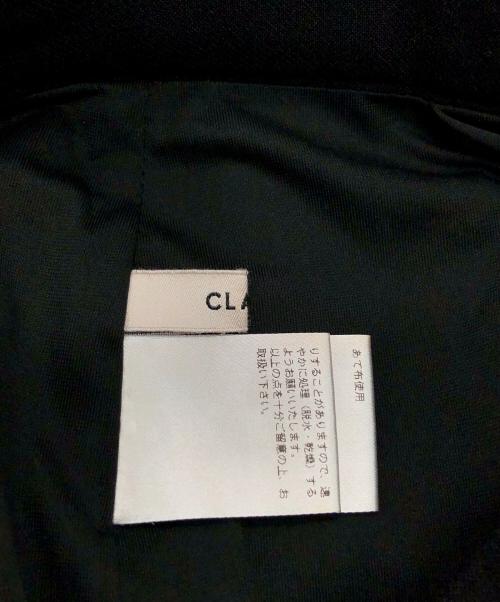 CLA
あて布使用
りすることがありますので、速
やかに処理（脱水・乾燥）する
ようお願いいたします。
以上の点を十分ご留意の上、お
取扱い下さい。